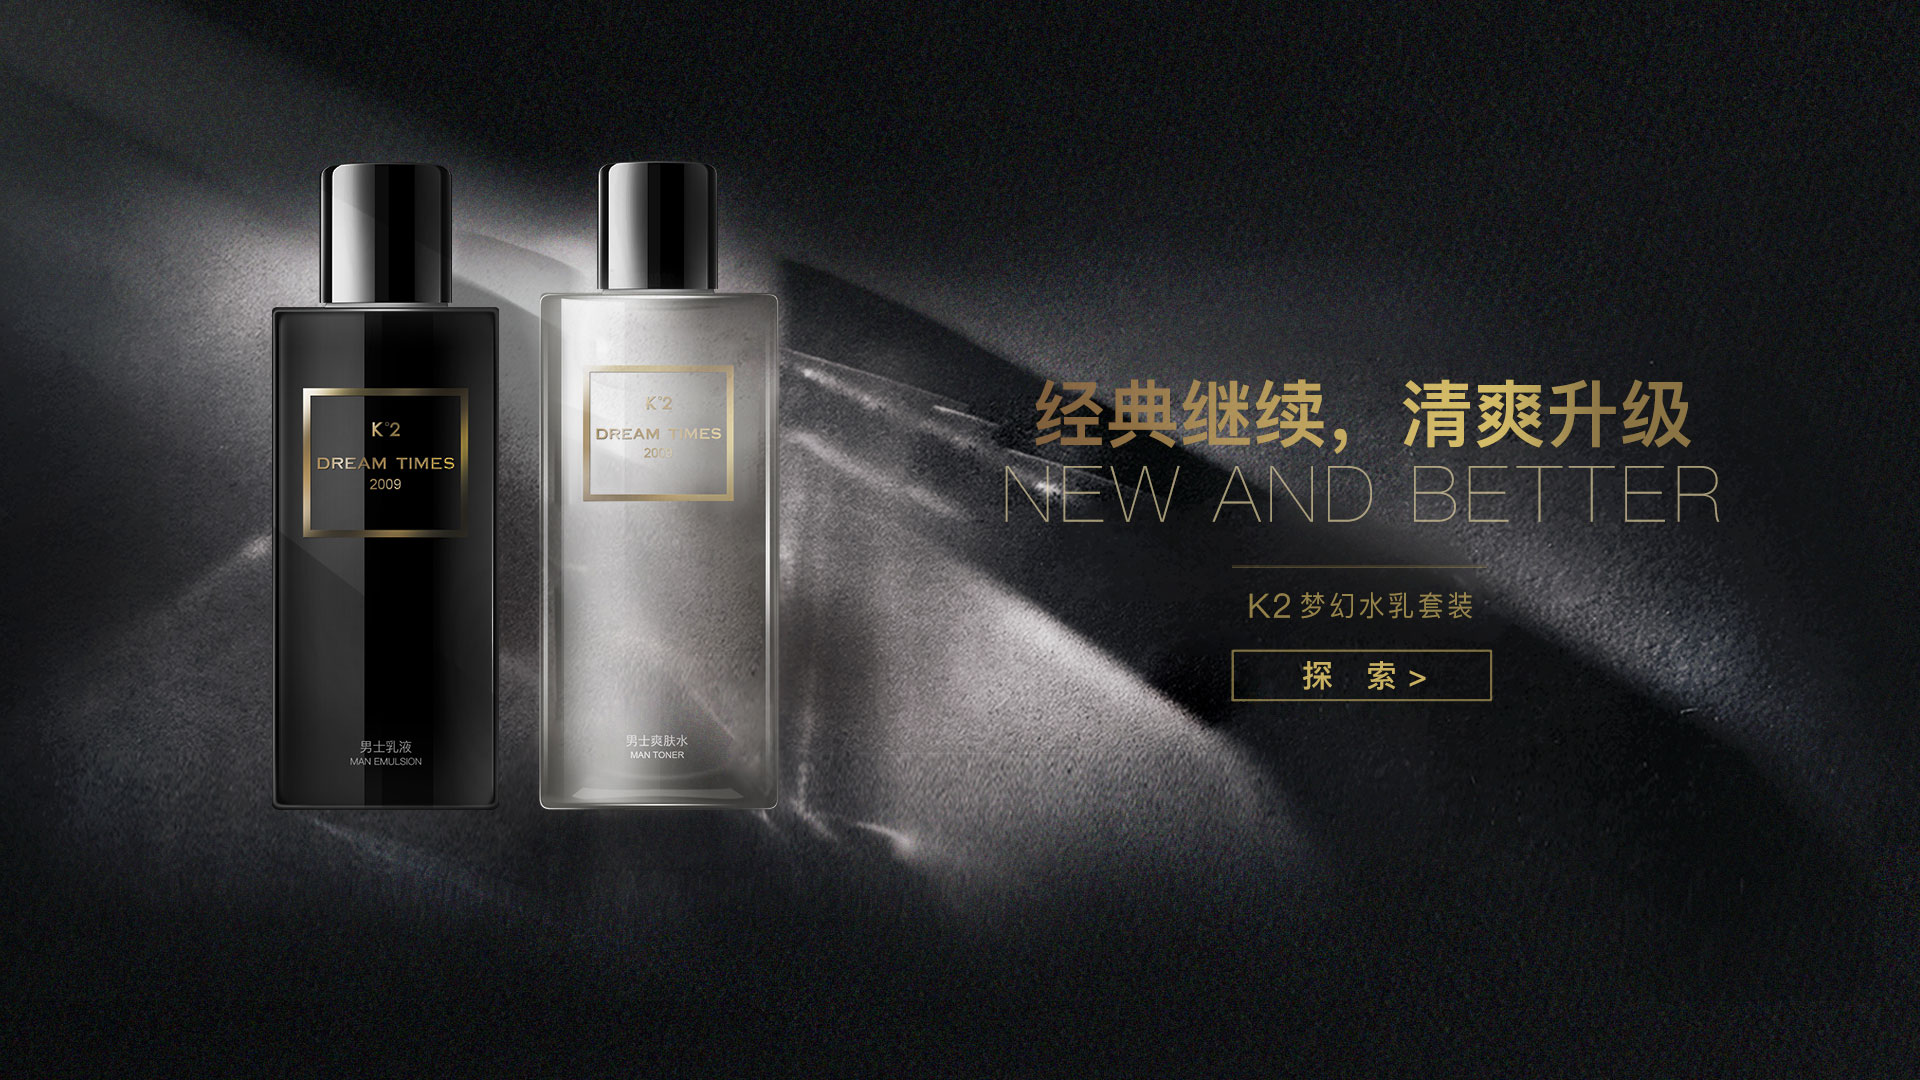 K°2
DREAM TIMES
2009
男士乳液
MAN EMULSION
K°2
DREAM TIMES
2009
男士爽肤水
MAN TONER
经典继续，清爽升级
NEW AND BETTER
K2 梦幻水乳套装
探 索 >